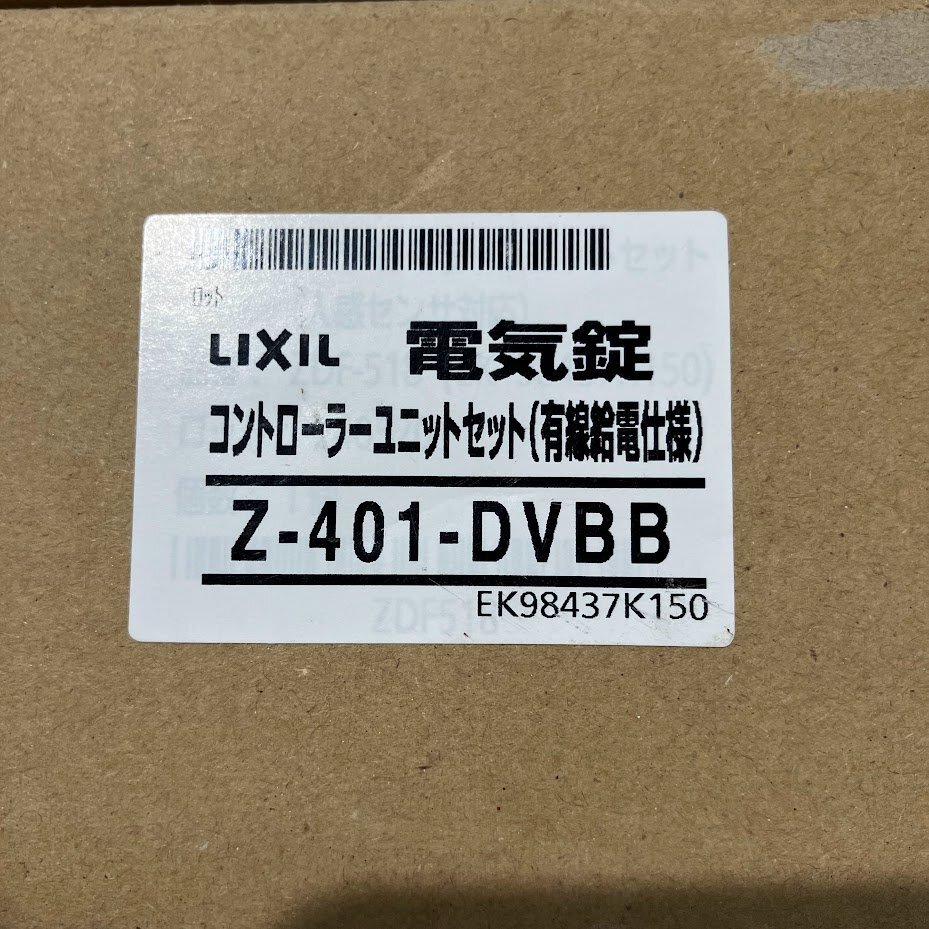 ロット
LIXIL 電気錠
コントローラーユニットセット(有線給電仕様)
Z-401-DVBB
EK98437K150
ZDF518